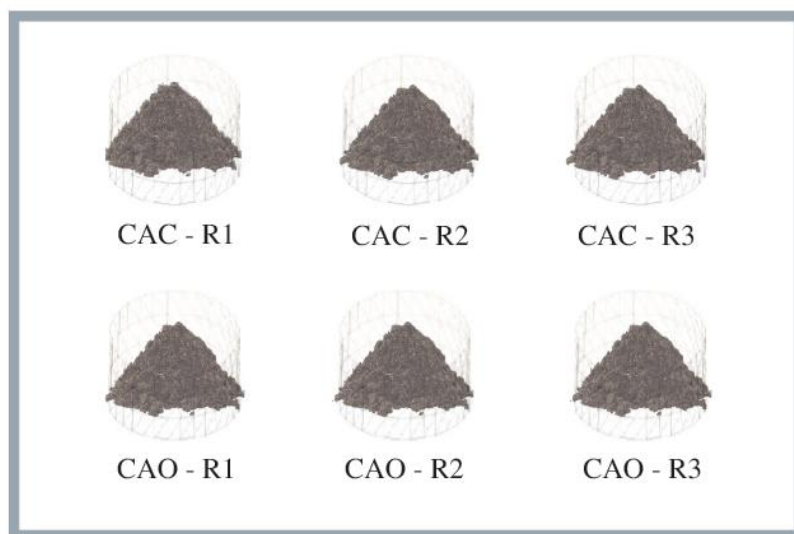 CAC - R1 CAC - R2 CAC - R3
CAO - R1 CAO - R2 CAO - R3